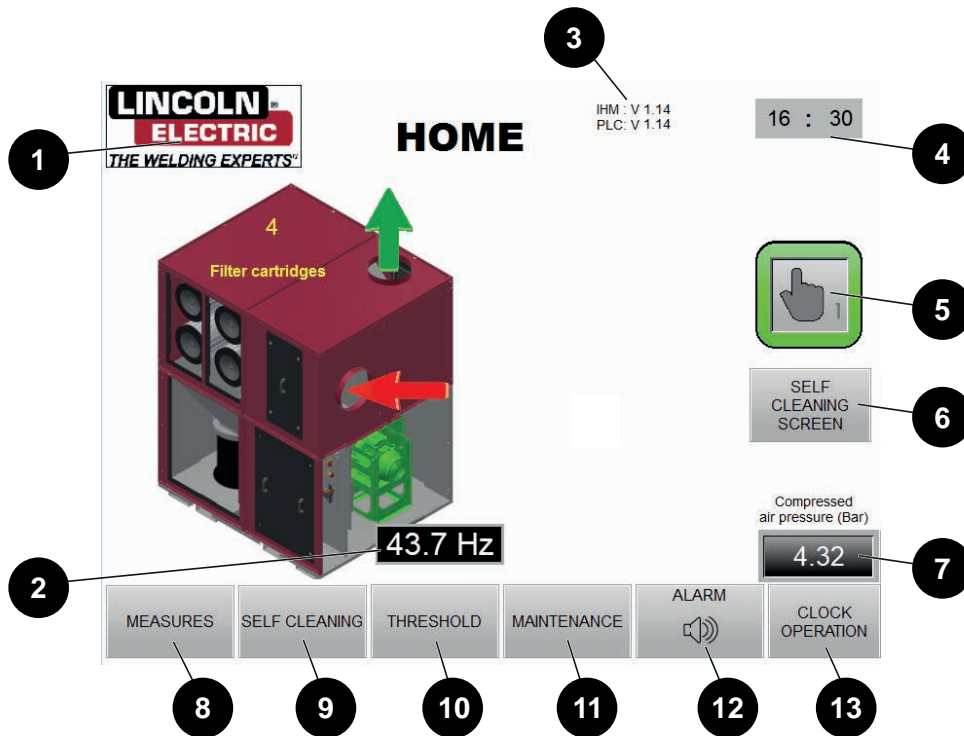 3
LINCOLN ®
ELECTRIC
THE WELDING EXPERTS
HOME
IHM : V 1.14
PLC: V 1.14
16 : 30
1
4
4
Filter cartridges
1
5
SELF
CLEANING
SCREEN
6
Compressed
air pressure (Bar)
43.7 Hz
4.32
2
7
MEASURES
SELF CLEANING
THRESHOLD
MAINTENANCE
ALARM
CLOCK
OPERATION
8
9
10
11
12
13